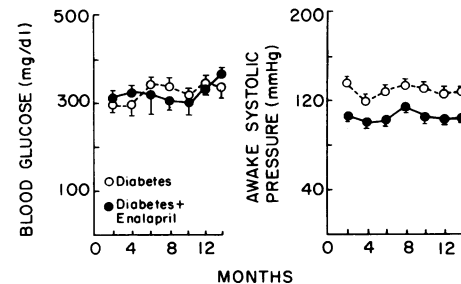 BLOOD GLUCOSE (mg/dl)
500
300
100
Diabetes
Diabetes+
Enalapril
0 4 8 12
AWAKE SYSTOLIC
PRESSURE (mmHg)
200
120
40
0 4 8 12
MONTHS